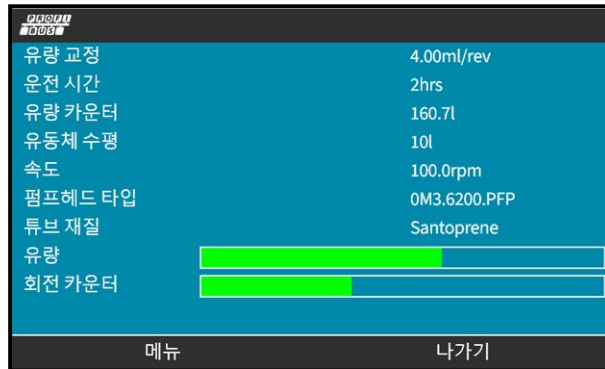 PROFI
BUS
유량 교정 4.00ml/rev
운전 시간 2hrs
유량 카운터 160.7l
유동체 수평 10l
속도 100.0rpm
펌프헤드 타입 0M3.6200.PFP
튜브 재질 Santoprene
유량
회전 카운터
메뉴 나가기